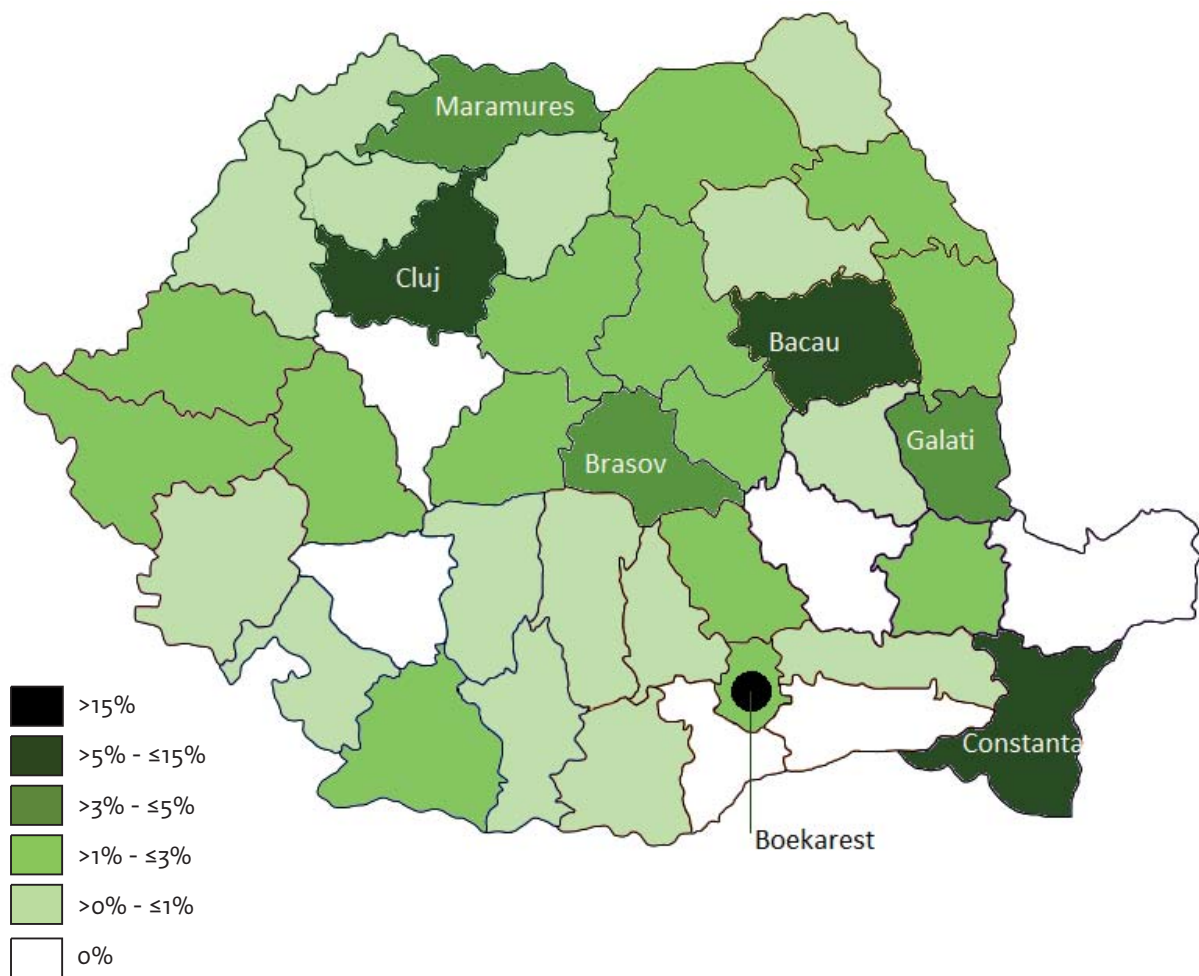 Maramures
Cluj
Bacau
Galati
Brasov
Constanta
Boekarest
>15%
>5% - ≤15%
>3% - ≤5%
>1% - ≤3%
>0% - ≤1%
0%